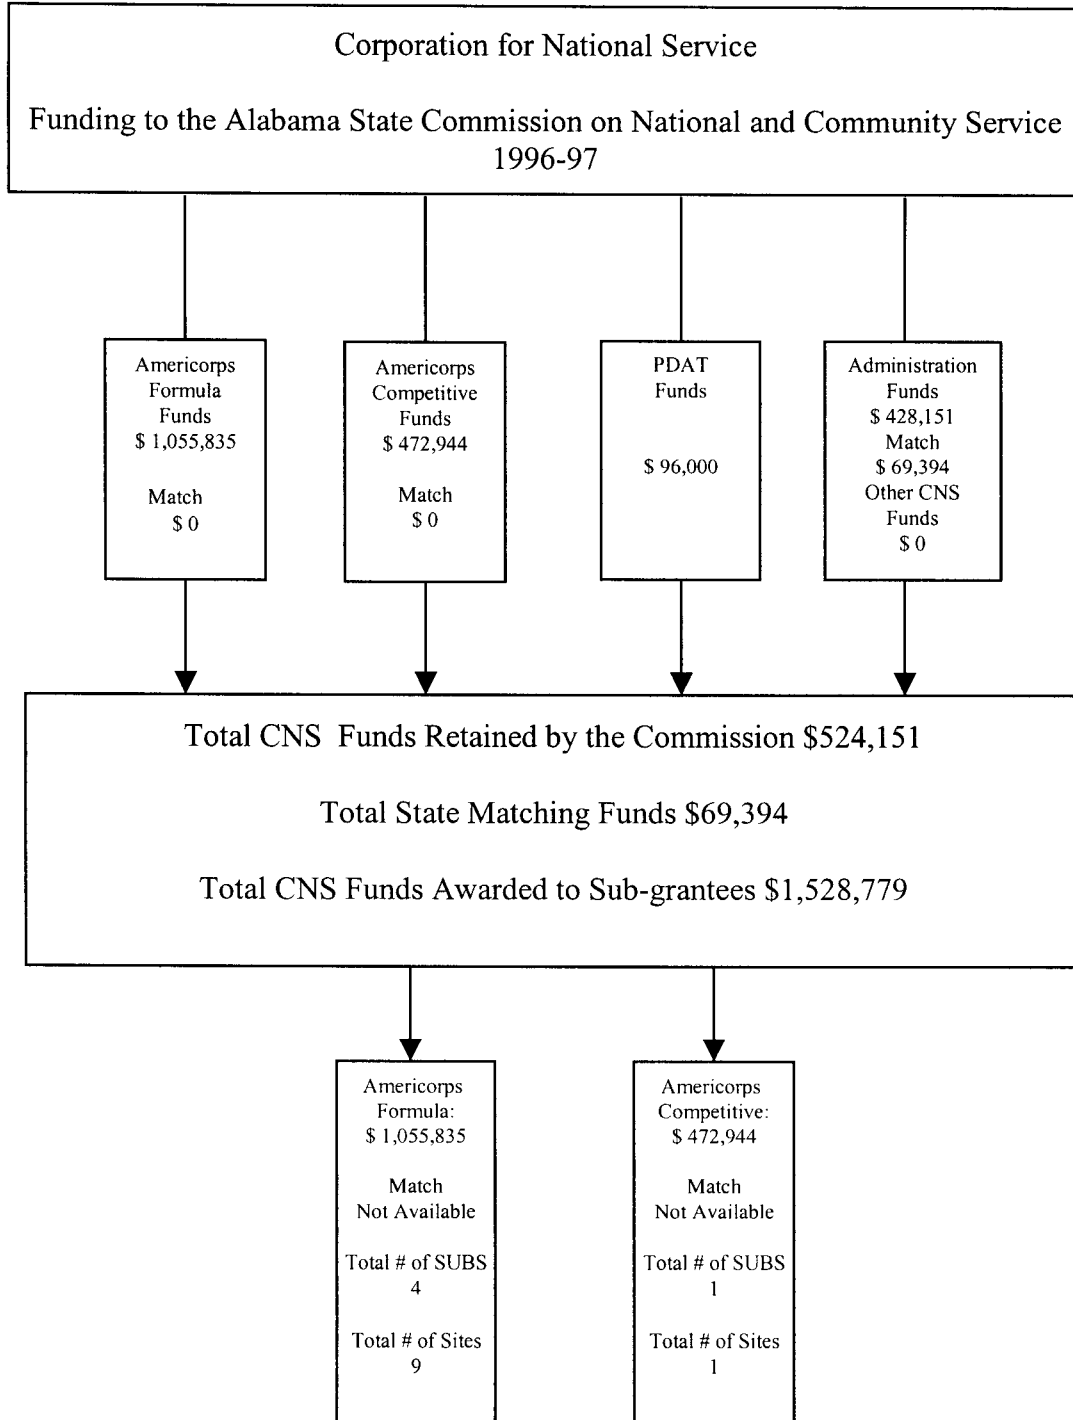 Corporation for National Service
Funding to the Alabama State Commission on National and Community Service
1996-97
Americorps
Formula
Funds
$ 1,055,835
Match
$ 0
Americorps
Competitive
Funds
$ 472,944
Match
$ 0
PDAT
Funds
$ 96,000
Administration
Funds
$ 428,151
Match
$ 69,394
Other CNS
Funds
$ 0
Total CNS Funds Retained by the Commission $524,151
Total State Matching Funds $69,394
Total CNS Funds Awarded to Sub-grantees $1,528,779
Americorps
Formula:
$ 1,055,835
Match
Not Available
Total # of SUBS
4
Total # of Sites
9
Americorps
Competitive:
$ 472,944
Match
Not Available
Total # of SUBS
1
Total # of Sites
1